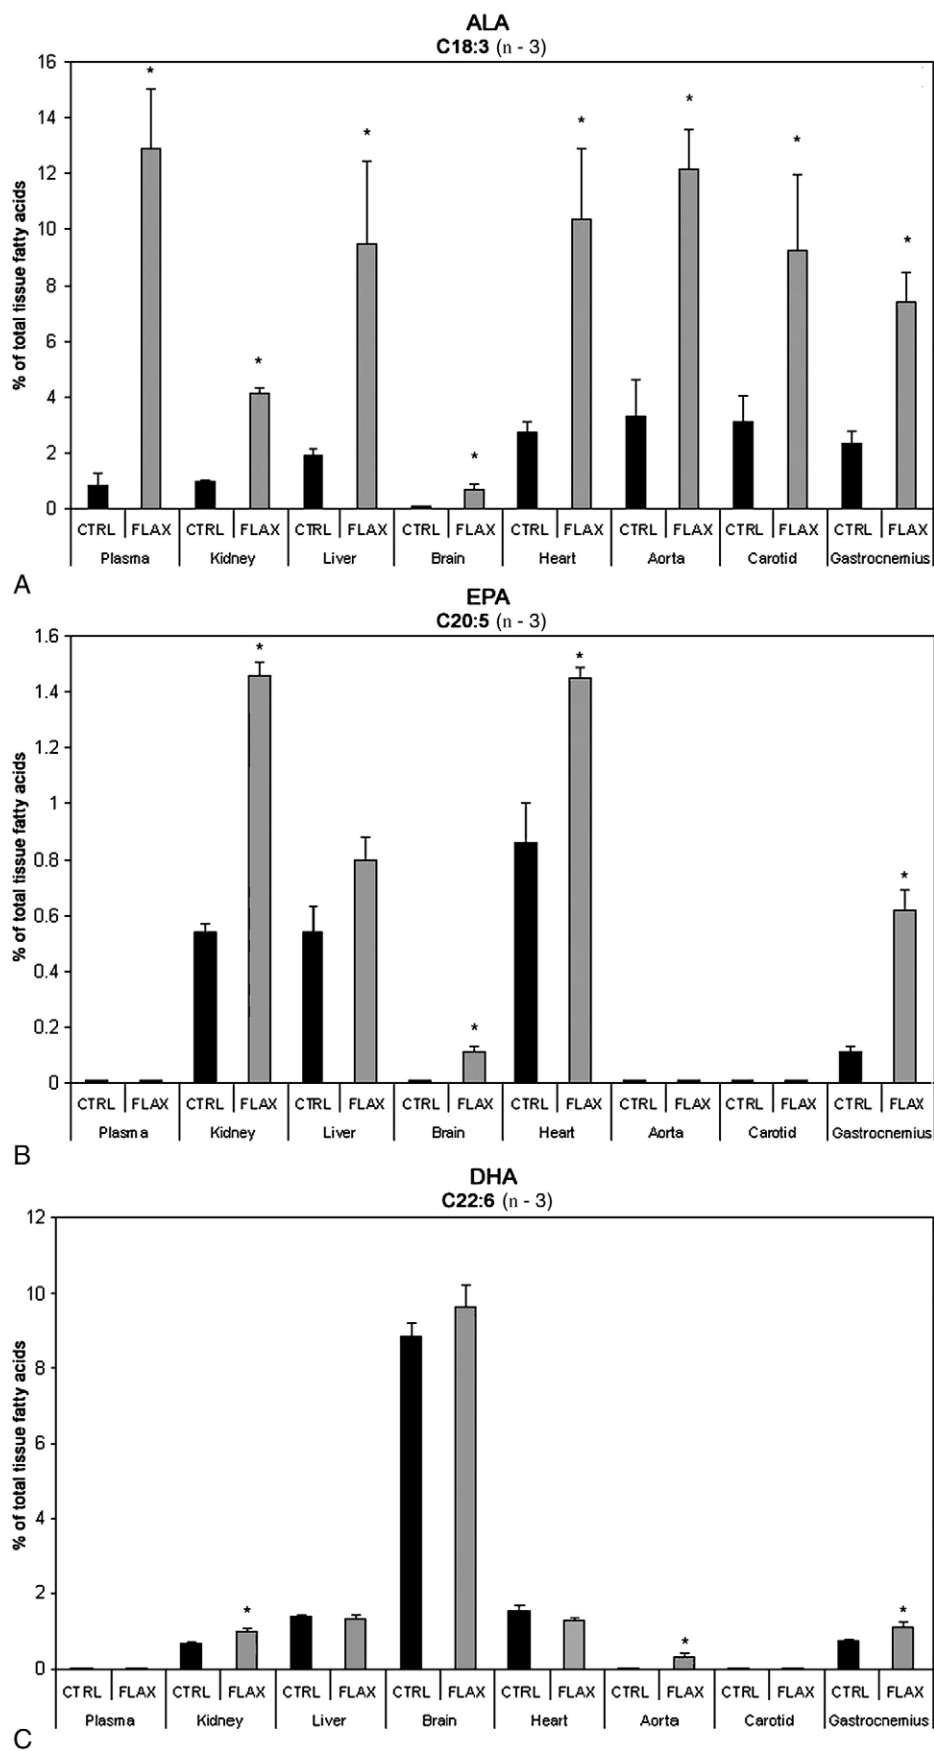 ALA
C18:3 (n - 3)
16
14
12
10
8
6
4
2
0
% of total tissue fatty acids
* * * * * * * *
CTRL FLAX CTRL FLAX CTRL FLAX CTRL FLAX CTRL FLAX CTRL FLAX CTRL FLAX CTRL FLAX
Plasma Kidney Liver Brain Heart Aorta Carotid Gastrocnemius
A
EPA
C20:5 (n - 3)
1.6
1.4
1.2
1
0.8
0.6
0.4
0.2
0
% of total tissue fatty acids
* * * *
CTRL FLAX CTRL FLAX CTRL FLAX CTRL FLAX CTRL FLAX CTRL FLAX CTRL FLAX CTRL FLAX
Plasma Kidney Liver Brain Heart Aorta Carotid Gastrocnemius
B
DHA
C22:6 (n - 3)
12
10
8
6
4
2
0
% of total tissue fatty acids
* * *
CTRL FLAX CTRL FLAX CTRL FLAX CTRL FLAX CTRL FLAX CTRL FLAX CTRL FLAX CTRL FLAX
Plasma Kidney Liver Brain Heart Aorta Carotid Gastrocnemius
C